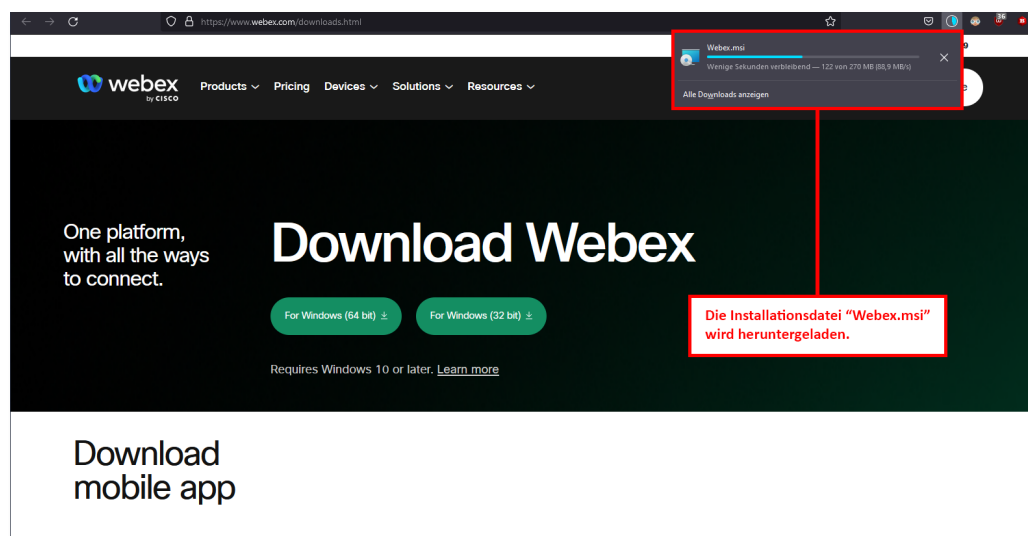 https://www.webex.com/downloads.html
36
Webex.msi
Wenige Sekunden verbleibend — 122 von 270 MB (88,9 MB/s)
Alle Downloads anzeigen
webex
by CISCO
Products
Pricing
Devices
Solutions
Resources
One platform,
with all the ways
to connect.
Download Webex
For Windows (64 bit)
For Windows (32 bit)
Requires Windows 10 or later. Learn more
Die Installationsdatei “Webex.msi”
wird heruntergeladen.
Download
mobile app